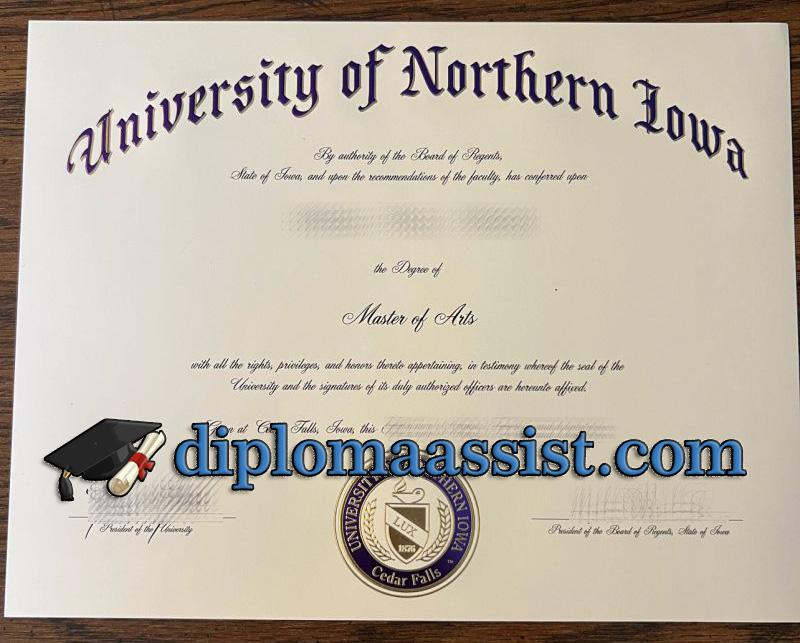 University of Northern Iowa
By authority of the Board of Regents,
State of Iowa, and upon the recommendations of the faculty, has conferred upon
the Degree of
Master of Arts
with all the rights, privileges, and honors thereto appertaining, in testimony whereof the seal of the
University and the signatures of its duly authorized officers are hereunto affixed.
Given at Cedar Falls, Iowa, this
diplomaassist.com
UNIVERSITY NORTHERN IOWA
LUX
1876
Cedar Falls
President of the University
President of the Board of Regents, State of Iowa